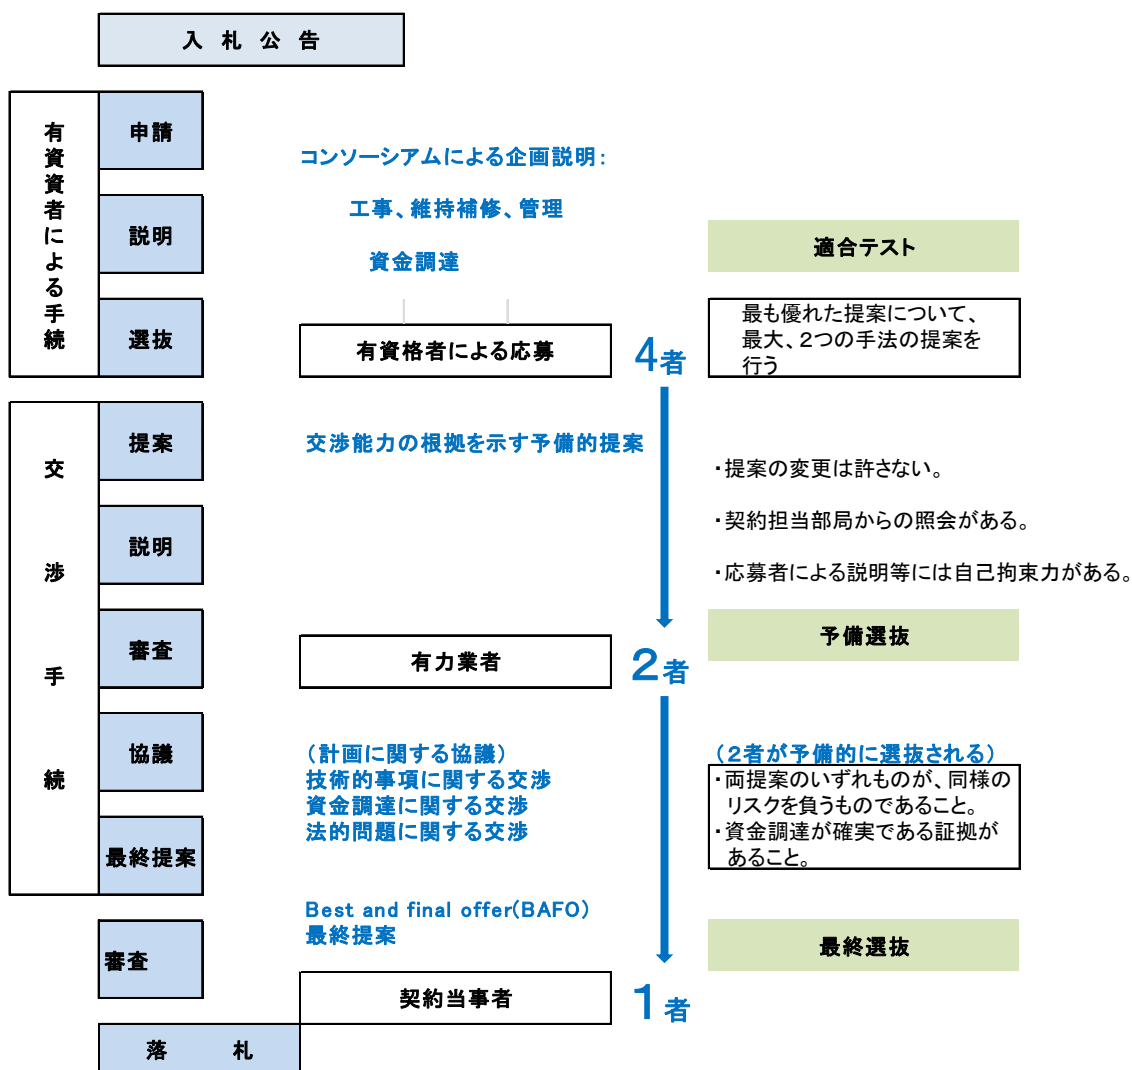 入札公告
有資資者による手続
申請
コンソーシアムによる企画説明：
工事、維持補修、管理
説明
資金調達
適合テスト
選抜
有資格者による応募
4者
最も優れた提案について、
最大、２つの手法の提案を
行う
交渉手続
提案
交渉能力の根拠を示す予備的提案
・提案の変更は許さない。
・契約担当部局からの照会がある。
説明
・応募者による説明等には自己拘束力がある。
審査
有力業者
２者
予備選抜
協議
（計画に関する協議）
技術的事項に関する交渉
資金調達に関する交渉
法的問題に関する交渉
（２者が予備的に選抜される）
・両提案のいずれものが、同様の
リスクを負うものであること。
・資金調達が確実である証拠が
あること。
最終提案
Best and final offer(BAFO)
最終提案
審査
最終選抜
契約当事者
１者
落札